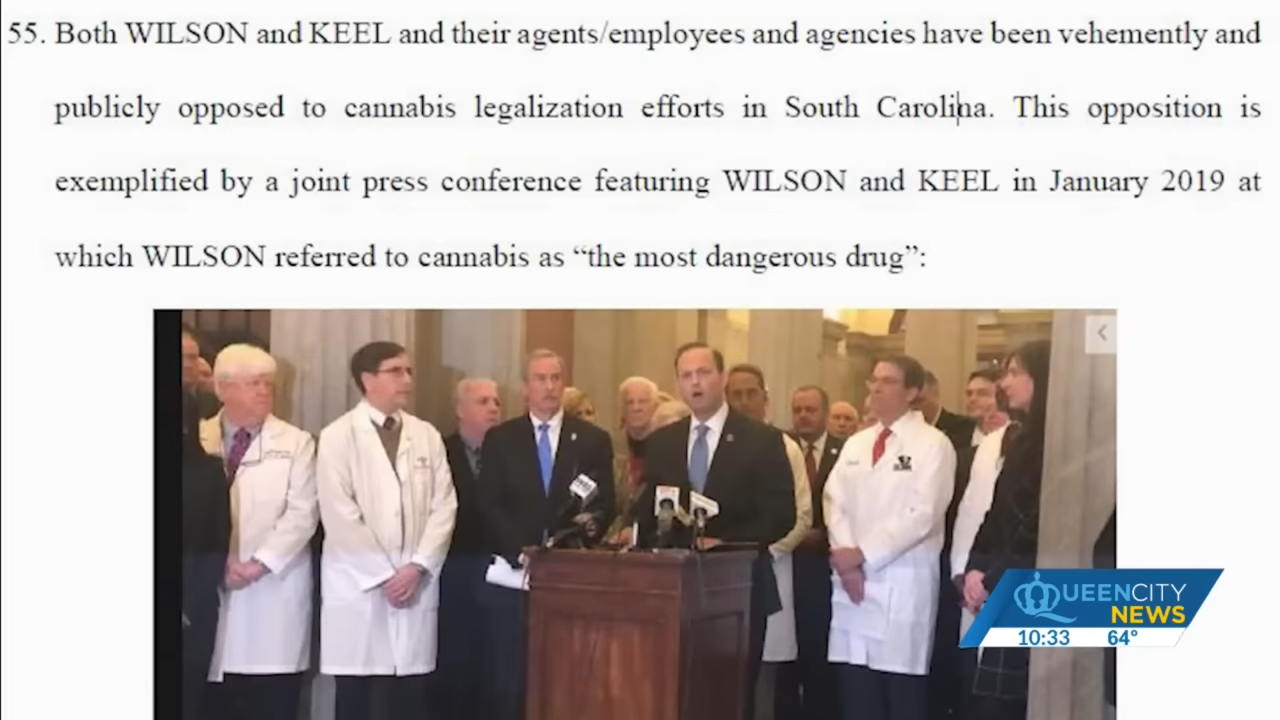 55. Both WILSON and KEEL and their agents/employees and agencies have been vehemently and
publicly opposed to cannabis legalization efforts in South Carolina. This opposition is
exemplified by a joint press conference featuring WILSON and KEEL in January 2019 at
which WILSON referred to cannabis as “the most dangerous drug”:
QUEEN CITY
NEWS
10:33 64°